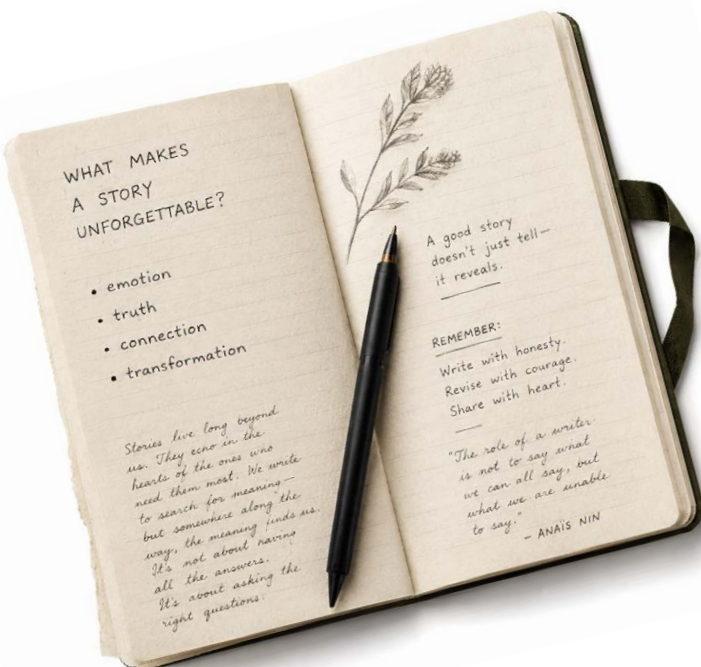 WHAT MAKES
A STORY
UNFORGETTABLE?
• emotion
• truth
• connection
• transformation
Stories live long beyond
us. They echo in the
hearts of the ones who
need them most. We write
to search for meaning—
but somewhere along the
way, the meaning finds us.
It's not about having
all the answers.
It's about asking the
right questions.
A good story
doesn't just tell—
it reveals.
REMEMBER:
Write with honesty.
Revise with courage.
Share with heart.
"The role of a writer
is not to say what
we can all say, but
what we are unable
to say."
– ANAÏS NIN